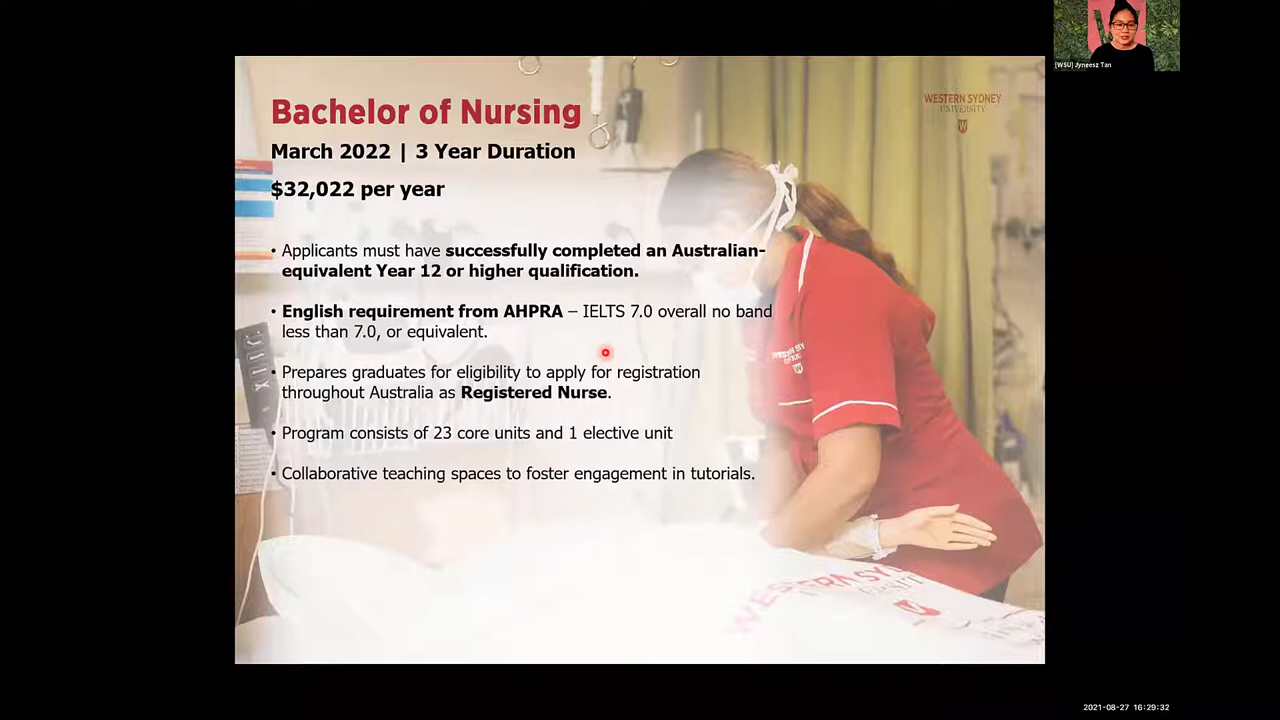 [WSU] Jyneesz Tan
WESTERN SYDNEY
UNIVERSITY
W
Bachelor of Nursing
March 2022 | 3 Year Duration
$32,022 per year
• Applicants must have successfully completed an Australian-
equivalent Year 12 or higher qualification.
• English requirement from AHPRA – IELTS 7.0 overall no band
less than 7.0, or equivalent.
• Prepares graduates for eligibility to apply for registration
throughout Australia as Registered Nurse.
• Program consists of 23 core units and 1 elective unit
• Collaborative teaching spaces to foster engagement in tutorials.
2021-08-27 16:29:32